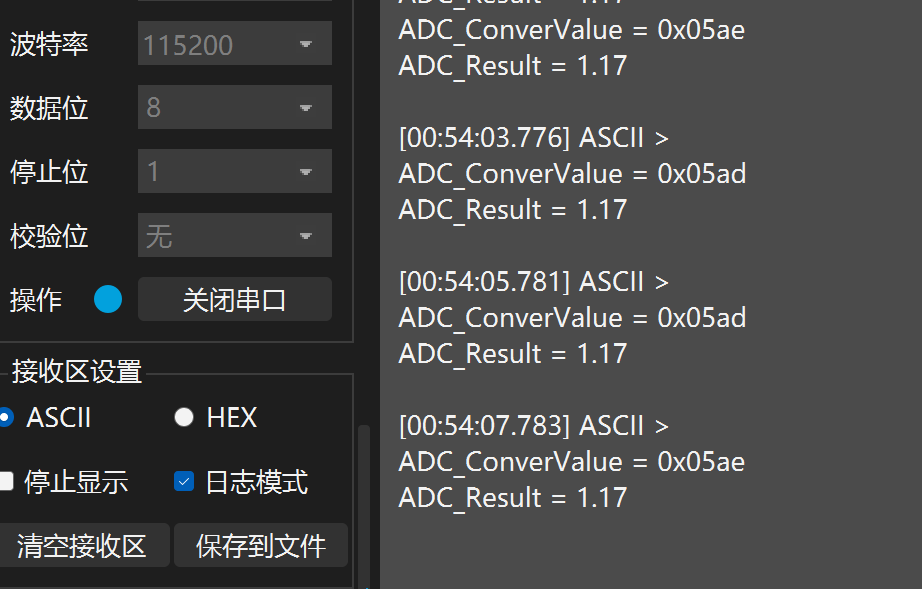 波特率
115200
数据位
8
停止位
1
校验位
无
操作
关闭串口
接收区设置
ASCII
HEX
停止显示
日志模式
清空接收区
保存到文件
ADC_Result = 1.17
ADC_ConverValue = 0x05ae
ADC_Result = 1.17
[00:54:03.776] ASCII >
ADC_ConverValue = 0x05ad
ADC_Result = 1.17
[00:54:05.781] ASCII >
ADC_ConverValue = 0x05ad
ADC_Result = 1.17
[00:54:07.783] ASCII >
ADC_ConverValue = 0x05ae
ADC_Result = 1.17